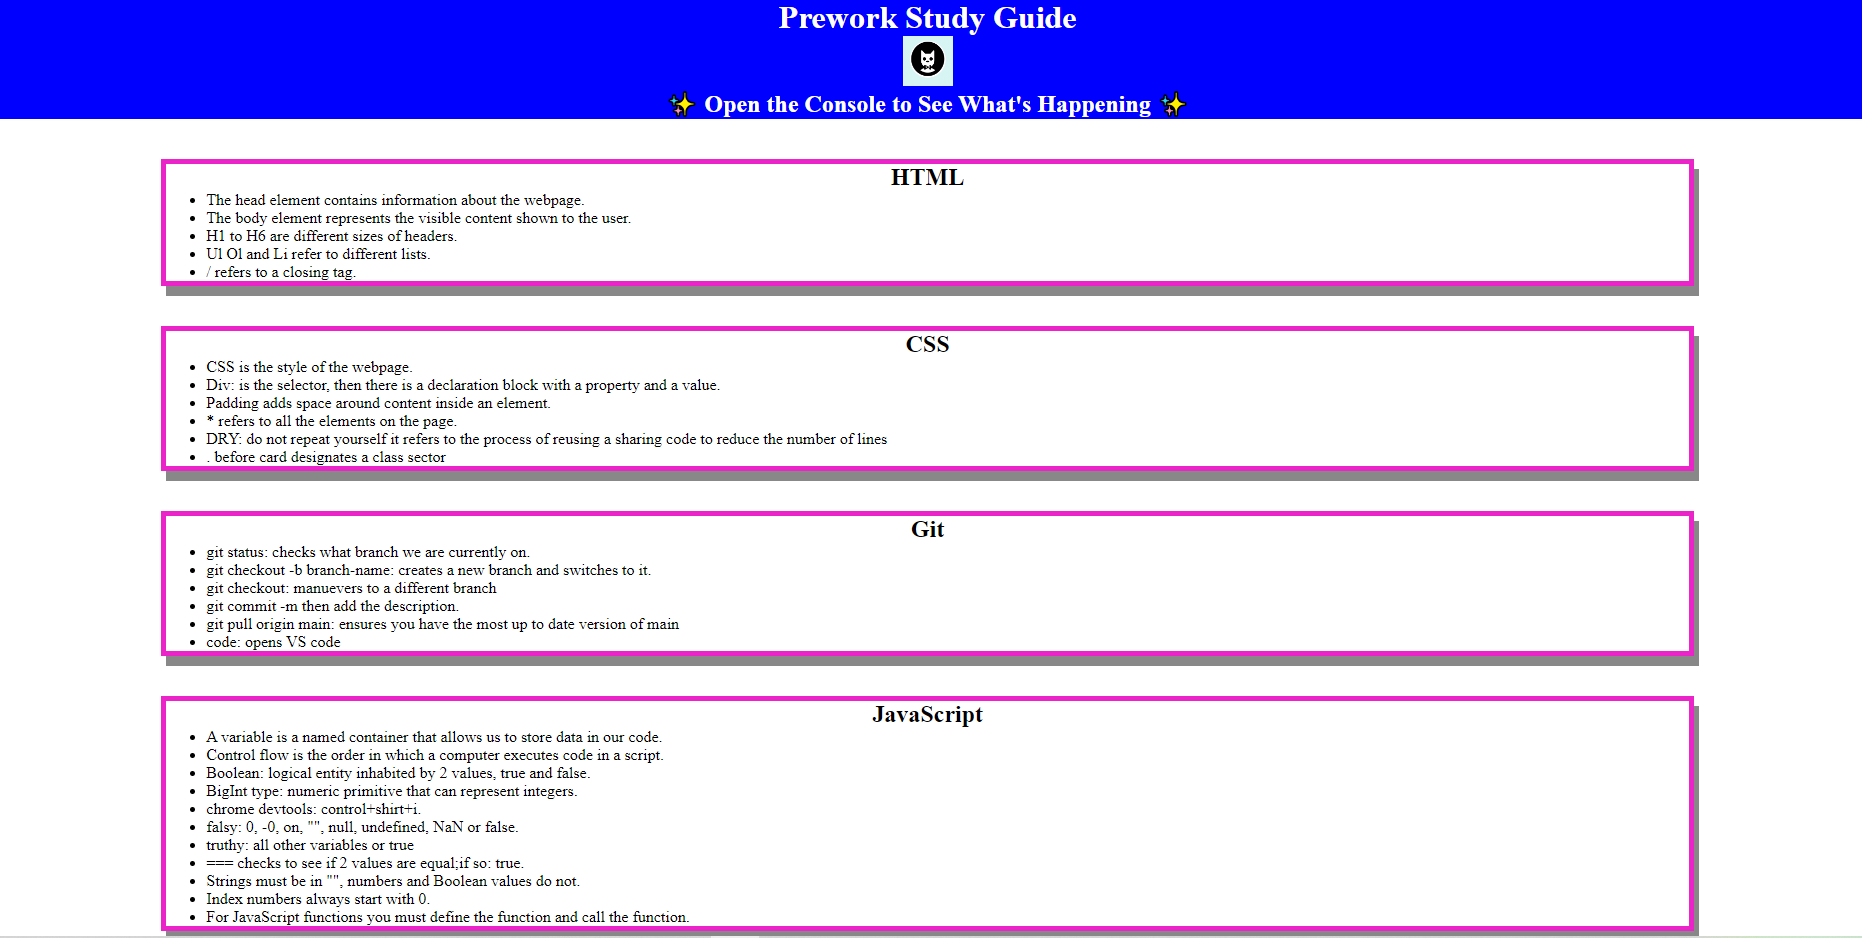 Prework Study Guide
✨ Open the Console to See What's Happening ✨
HTML
• The head element contains information about the webpage.
• The body element represents the visible content shown to the user.
• H1 to H6 are different sizes of headers.
• Ul Ol and Li refer to different lists.
• / refers to a closing tag.
CSS
• CSS is the style of the webpage.
• Div: is the selector, then there is a declaration block with a property and a value.
• Padding adds space around content inside an element.
• * refers to all the elements on the page.
• DRY: do not repeat yourself it refers to the process of reusing a sharing code to reduce the number of lines
• . before card designates a class sector
Git
• git status: checks what branch we are currently on.
• git checkout -b branch-name: creates a new branch and switches to it.
• git checkout: manuevers to a different branch
• git commit -m then add the description.
• git pull origin main: ensures you have the most up to date version of main
• code: opens VS code
JavaScript
• A variable is a named container that allows us to store data in our code.
• Control flow is the order in which a computer executes code in a script.
• Boolean: logical entity inhabited by 2 values, true and false.
• BigInt type: numeric primitive that can represent integers.
• chrome devtools: control+shirt+i.
• falsy: 0, -0, on, "", null, undefined, NaN or false.
• truthy: all other variables or true
• === checks to see if 2 values are equal;if so: true.
• Strings must be in "", numbers and Boolean values do not.
• Index numbers always start with 0.
• For JavaScript functions you must define the function and call the function.